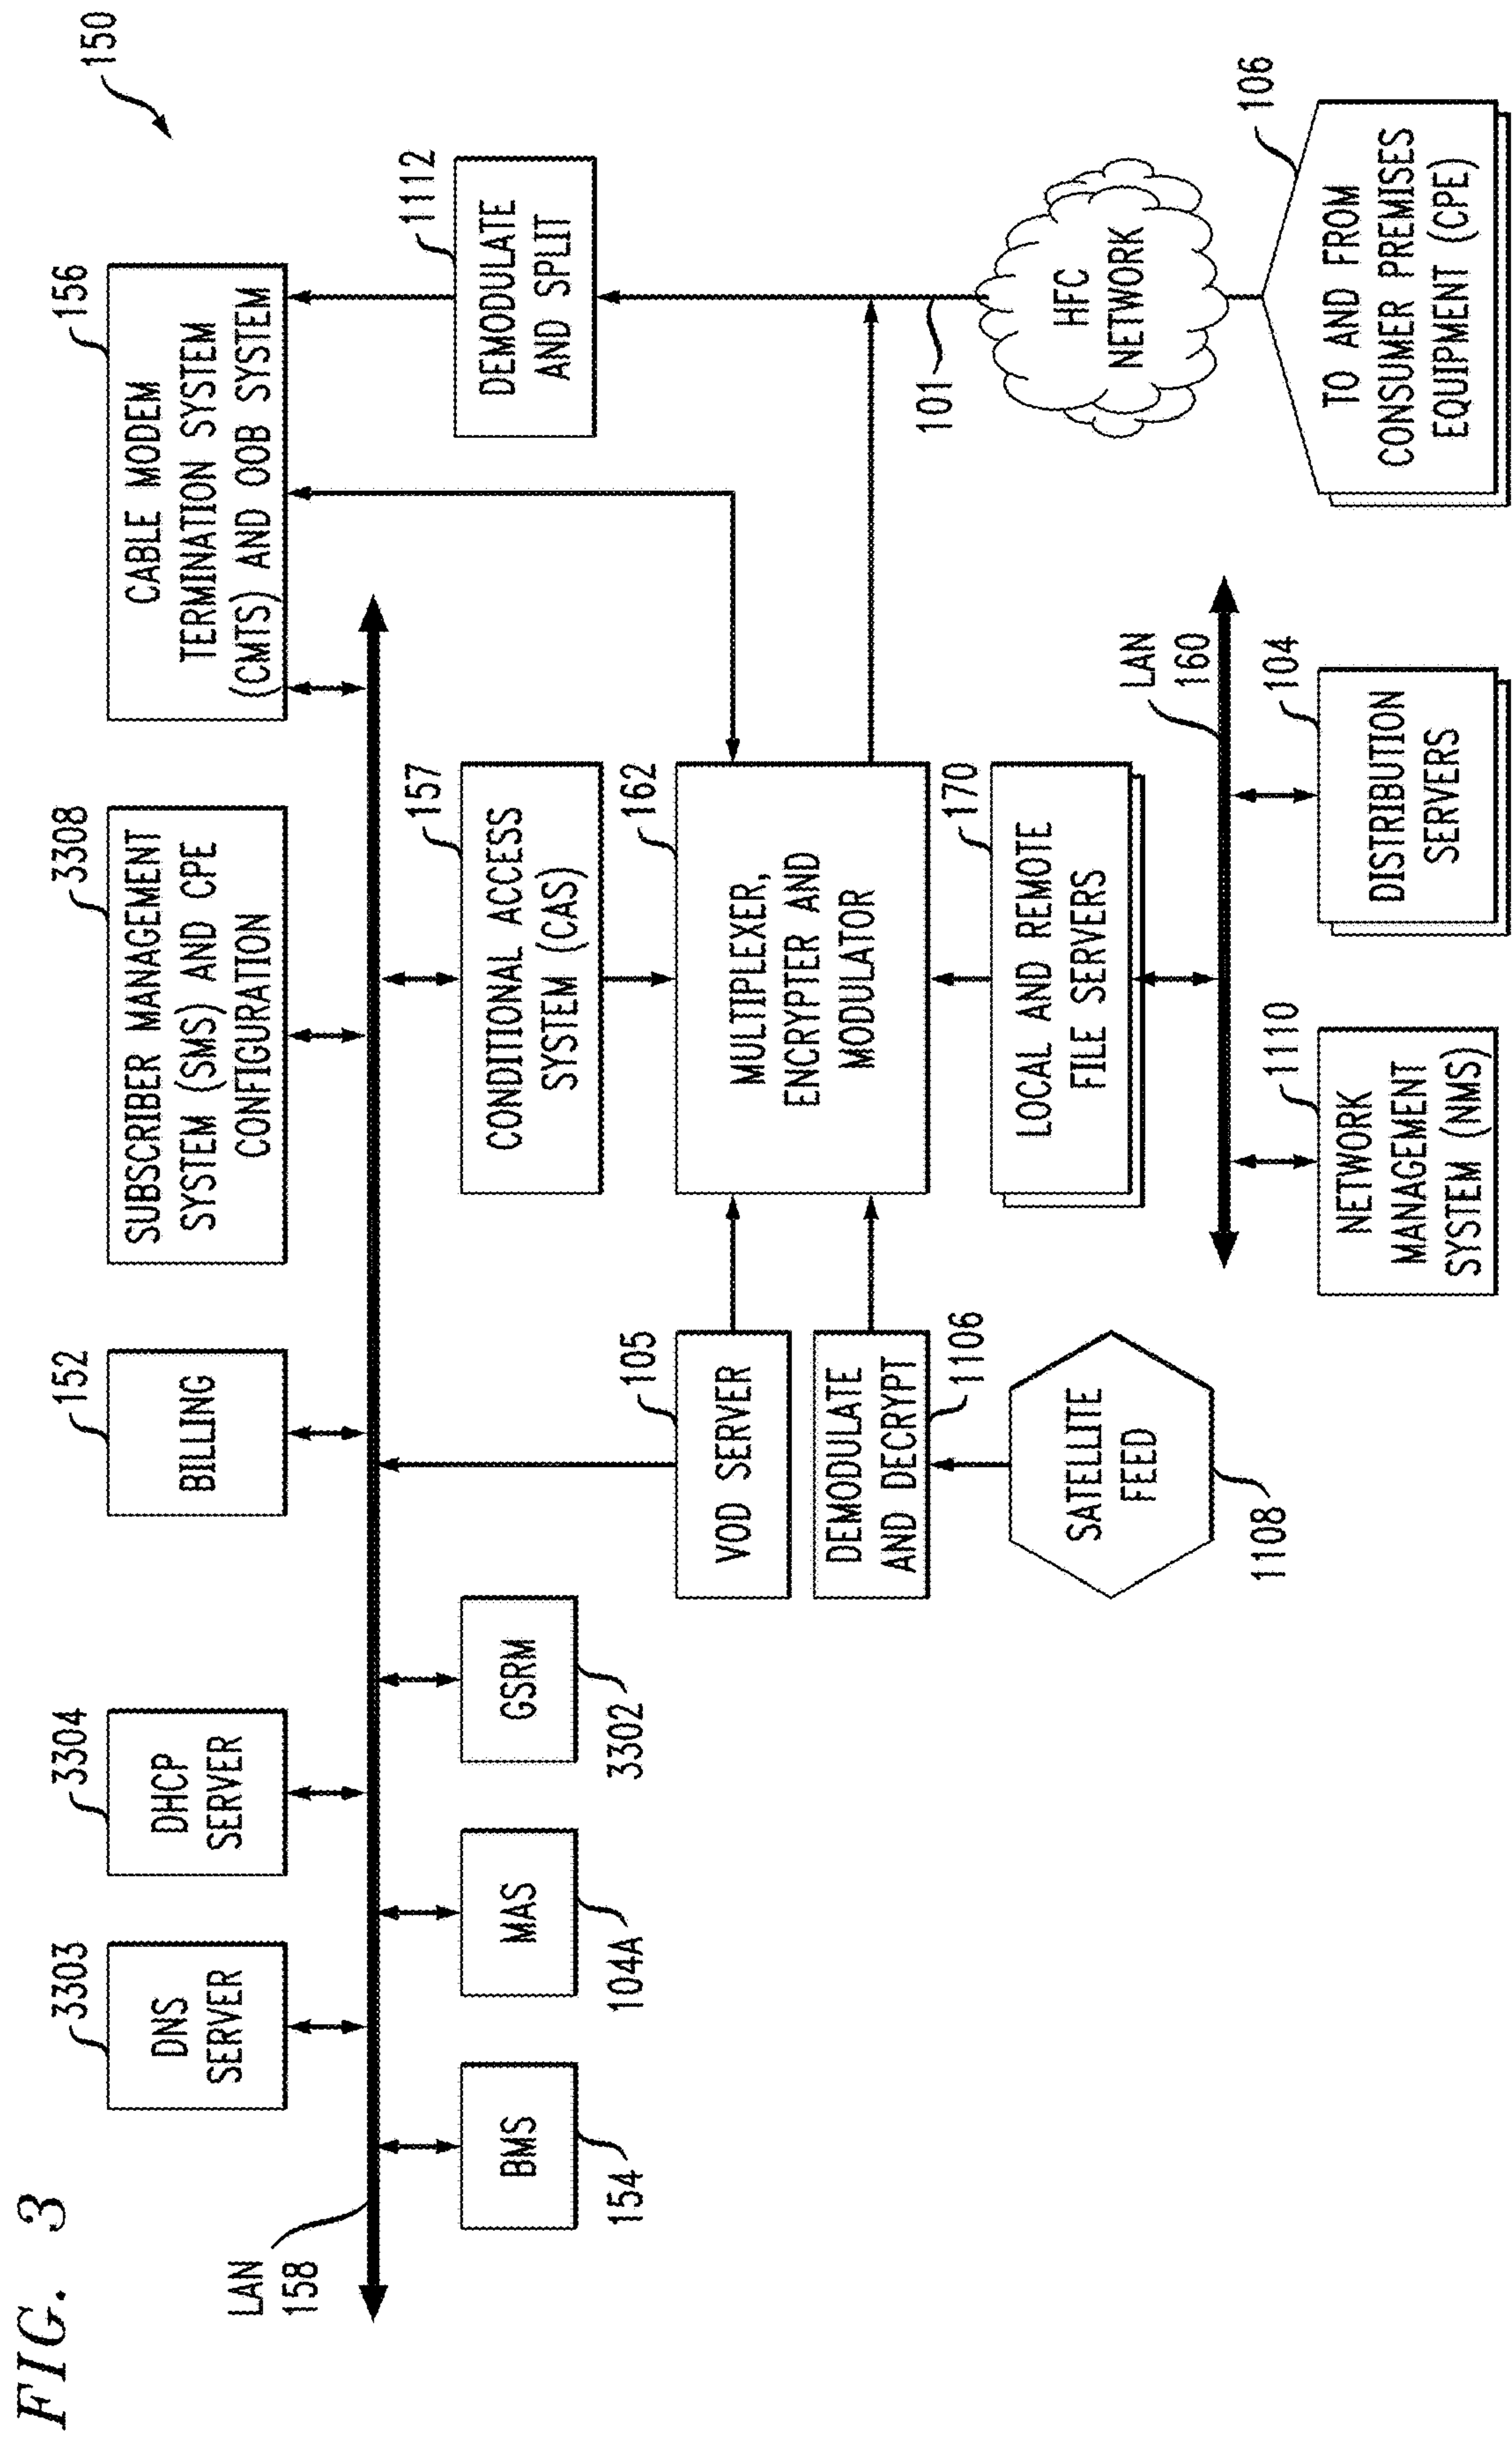 FIG. 3
150
3303
DNS
SERVER
3304
DHCP
SERVER
152
BILLING
3308
SUBSCRIBER MANAGEMENT
SYSTEM (SMS) AND CPE
CONFIGURATION
156
CABLE MODEM
TERMINATION SYSTEM
(CMTS) AND OOB SYSTEM
LAN
158
BMS
154
MAS
104A
GSRM
3302
157
CONDITIONAL ACCESS
SYSTEM (CAS)
1112
DEMODULATE
AND SPLIT
105
VOD SERVER
162
MULTIPLEXER,
ENCRYPTER AND
MODULATOR
DEMODULATE
AND DECRYPT
1106
SATELLITE
FEED
1108
170
LOCAL AND REMOTE
FILE SERVERS
101
HFC
NETWORK
LAN
160
1110
NETWORK
MANAGEMENT
SYSTEM (NMS)
104
DISTRIBUTION
SERVERS
106
TO AND FROM
CONSUMER PREMISES
EQUIPMENT (CPE)